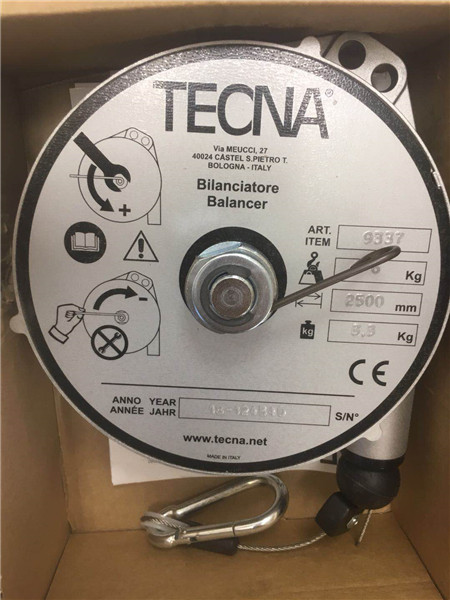 TECNA®
Via MEUCCI, 27
40024 CASTEL S.PIETRO T.
BOLOGNA - ITALY
Bilanciatore
Balancer
ART.
ITEM
9337
Kg
2500 mm
kg
Kg
+
-
CE
ANNO YEAR
ANNÉE JAHR
S/N°
www.tecna.net
MADE IN ITALY